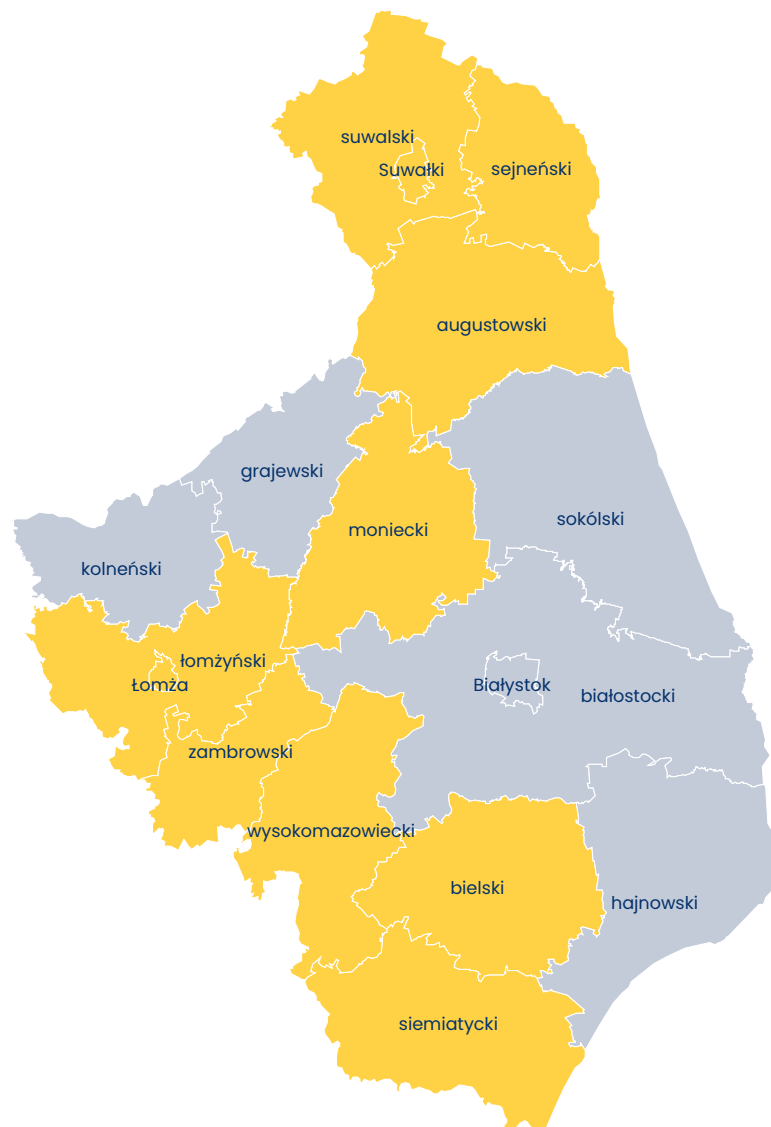 suwalski
Suwałki
sejneński
augustowski
grajewski
sokólski
moniecki
kolneński
łomżyński
Łomża
Białystok
białostocki
zambrowski
wysokomazowiecki
bielski
hajnowski
siemiatycki